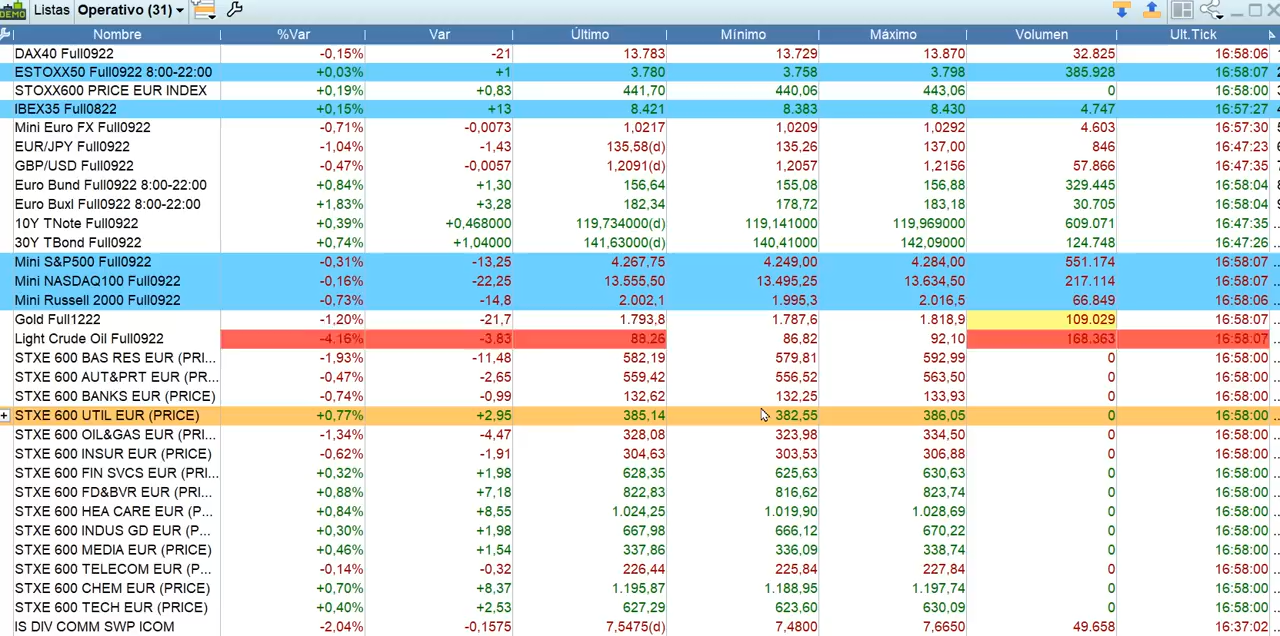 DEMO Listas Operativo (31)
Nombre %Var Var Último Mínimo Máximo Volumen Ult.Tick
DAX40 Full0922 -0,15% -21 13.783 13.729 13.870 32.825 16:58:06
ESTOXX50 Full0922 8:00-22:00 +0,03% +1 3.780 3.758 3.798 385.928 16:58:07
STOXX600 PRICE EUR INDEX +0,19% +0,83 441,70 440,06 443,06 0 16:58:00
IBEX35 Full0822 +0,15% +13 8.421 8.383 8.430 4.747 16:57:27
Mini Euro FX Full0922 -0,71% -0,0073 1,0217 1,0209 1,0292 4.603 16:57:30
EUR/JPY Full0922 -1,04% -1,43 135,58(d) 135,26 137,00 846 16:47:23
GBP/USD Full0922 -0,47% -0,0057 1,2091(d) 1,2057 1,2156 57.866 16:47:35
Euro Bund Full0922 8:00-22:00 +0,84% +1,30 156,64 155,08 156,88 329.445 16:58:04
Euro Buxl Full0922 8:00-22:00 +1,83% +3,28 182,34 178,72 183,18 30.705 16:58:04
10Y TNote Full0922 +0,39% +0,468000 119,734000(d) 119,141000 119,969000 609.071 16:47:35
30Y TBond Full0922 +0,74% +1,04000 141,63000(d) 140,41000 142,09000 124.748 16:47:26
Mini S&P500 Full0922 -0,31% -13,25 4.267,75 4.249,00 4.284,00 551.174 16:58:07
Mini NASDAQ100 Full0922 -0,16% -22,25 13.555,50 13.495,25 13.634,50 217.114 16:58:07
Mini Russell 2000 Full0922 -0,73% -14,8 2.002,1 1.995,3 2.016,5 66.849 16:58:06
Gold Full1222 -1,20% -21,7 1.793,8 1.787,6 1.818,9 109.029 16:58:07
Light Crude Oil Full0922 -4,16% -3,83 88,26 86,82 92,10 168.363 16:58:07
STXE 600 BAS RES EUR (PRI... -1,93% -11,48 582,19 579,81 592,99 0 16:58:00
STXE 600 AUT&PRT EUR (PR... -0,47% -2,65 559,42 556,52 563,50 0 16:58:00
STXE 600 BANKS EUR (PRICE) -0,74% -0,99 132,62 132,25 133,93 0 16:58:00
STXE 600 UTIL EUR (PRICE) +0,77% +2,95 385,14 382,55 386,05 0 16:58:00
STXE 600 OIL&GAS EUR (PRI... -1,34% -4,47 328,08 323,98 334,50 0 16:58:00
STXE 600 INSUR EUR (PRICE) -0,62% -1,91 304,63 303,53 306,88 0 16:58:00
STXE 600 FIN SVCS EUR (PRI... +0,32% +1,98 628,35 625,63 630,63 0 16:58:00
STXE 600 FD&BVR EUR (PRI... +0,88% +7,18 822,83 816,62 823,74 0 16:58:00
STXE 600 HEA CARE EUR (P... +0,84% +8,55 1.024,25 1.019,90 1.028,69 0 16:58:00
STXE 600 INDUS GD EUR (P... +0,30% +1,98 667,98 666,12 670,22 0 16:58:00
STXE 600 MEDIA EUR (PRICE) +0,46% +1,54 337,86 336,09 338,74 0 16:58:00
STXE 600 TELECOM EUR (P... -0,14% -0,32 226,44 225,84 227,84 0 16:58:00
STXE 600 CHEM EUR (PRICE) +0,70% +8,37 1.195,87 1.188,95 1.197,74 0 16:58:00
STXE 600 TECH EUR (PRICE) +0,40% +2,53 627,29 623,60 630,09 0 16:58:00
IS DIV COMM SWP ICOM -2,04% -0,1575 7,5475(d) 7,4800 7,6650 49.658 16:37:02